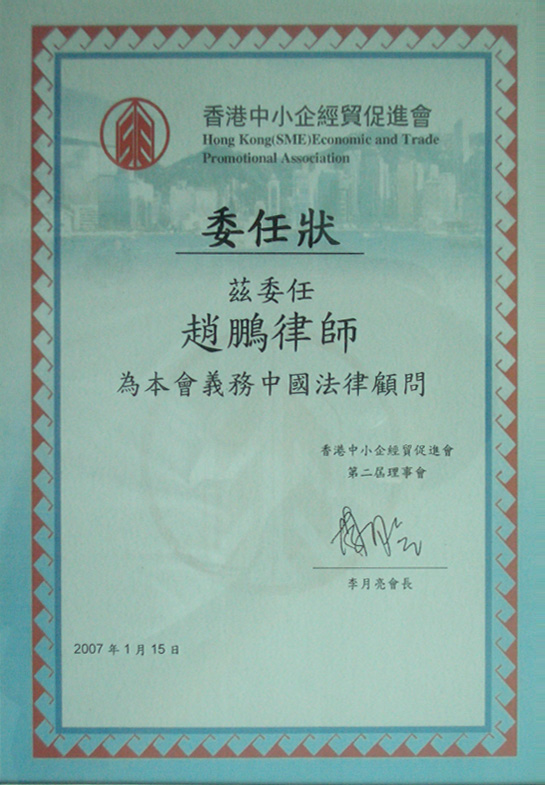 香港中小企經貿促進會
Hong Kong(SME)Economic and Trade
Promotional Association
委任狀
茲委任
趙鵬律師
為本會義務中國法律顧問
香港中小企經貿促進會
第二屆理事會
李月亮會長
2007 年 1 月 15 日